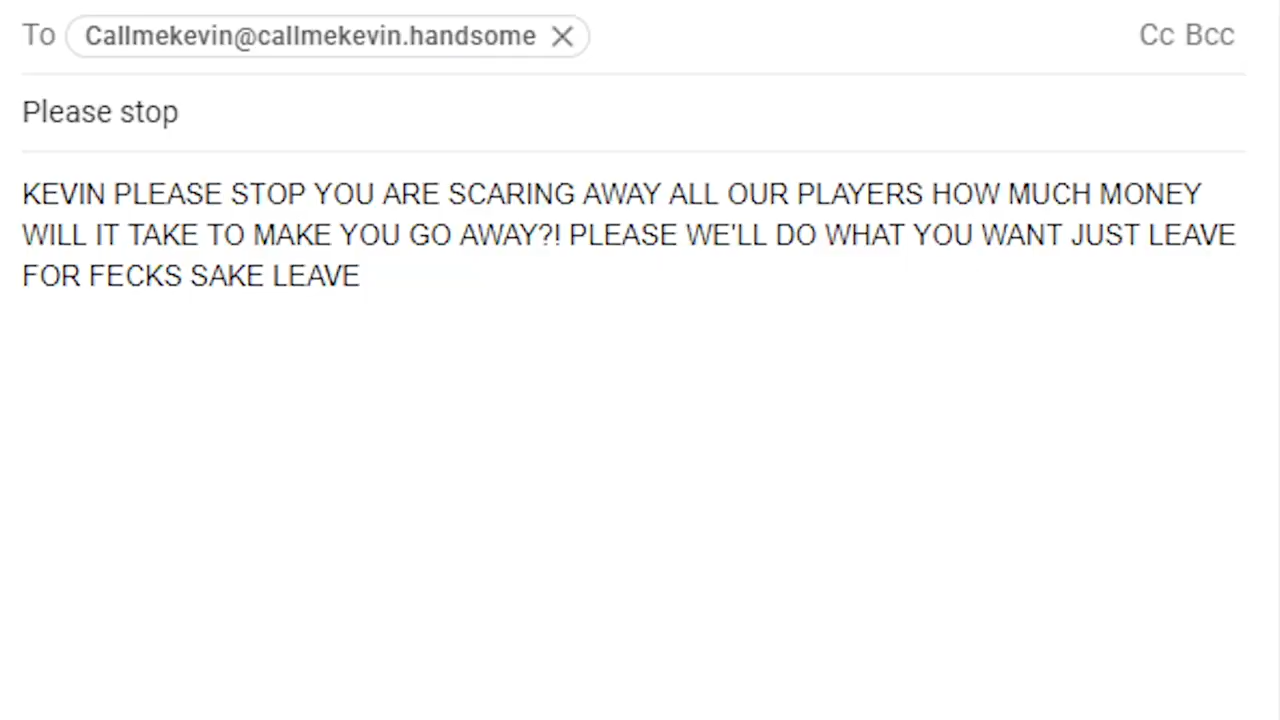 To Callmekevin@callmekevin.handsome Cc Bcc
Please stop
KEVIN PLEASE STOP YOU ARE SCARING AWAY ALL OUR PLAYERS HOW MUCH MONEY
WILL IT TAKE TO MAKE YOU GO AWAY?! PLEASE WE'LL DO WHAT YOU WANT JUST LEAVE
FOR FECKS SAKE LEAVE